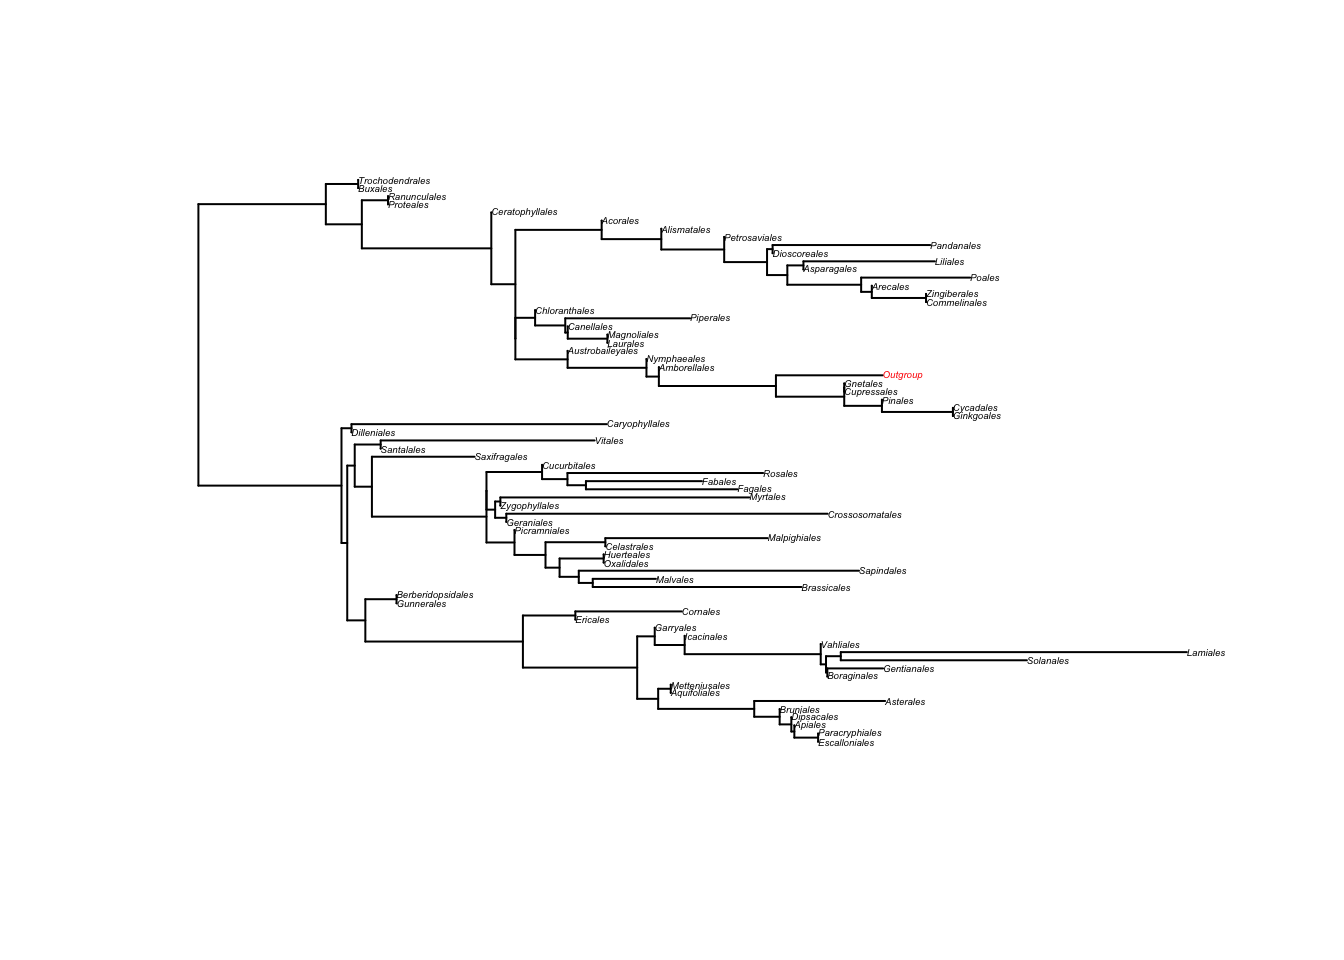 Trochodendrales
Buxales
Ranunculales
Proteales
Ceratophyllales
Acorales
Alismatales
Petrosaviales
Pandanales
Dioscoreales
Liliales
Asparagales
Poales
Arecales
Zingiberales
Commelinales
Chloranthales
Piperales
Canellales
Magnoliales
Laurales
Austrobaileyales
Nymphaeales
Amborellales
Outgroup
Gnetales
Cupressales
Pinales
Cycadales
Ginkgoales
Caryophyllales
Dilleniales
Vitales
Santalales
Saxifragales
Cucurbitales
Rosales
Fabales
Fagales
Myrtales
Zygophyllales
Crossosomatales
Geraniales
Picramniales
Malpighiales
Celastrales
Huerteales
Oxalidales
Sapindales
Malvales
Brassicales
Berberidopsidales
Gunnerales
Cornales
Ericales
Garryales
Icacinales
Vahliales
Lamiales
Solanales
Gentianales
Boraginales
Metteniusales
Aquifoliales
Asterales
Bruniales
Dipsacales
Apiales
Paracryphiales
Escalloniales